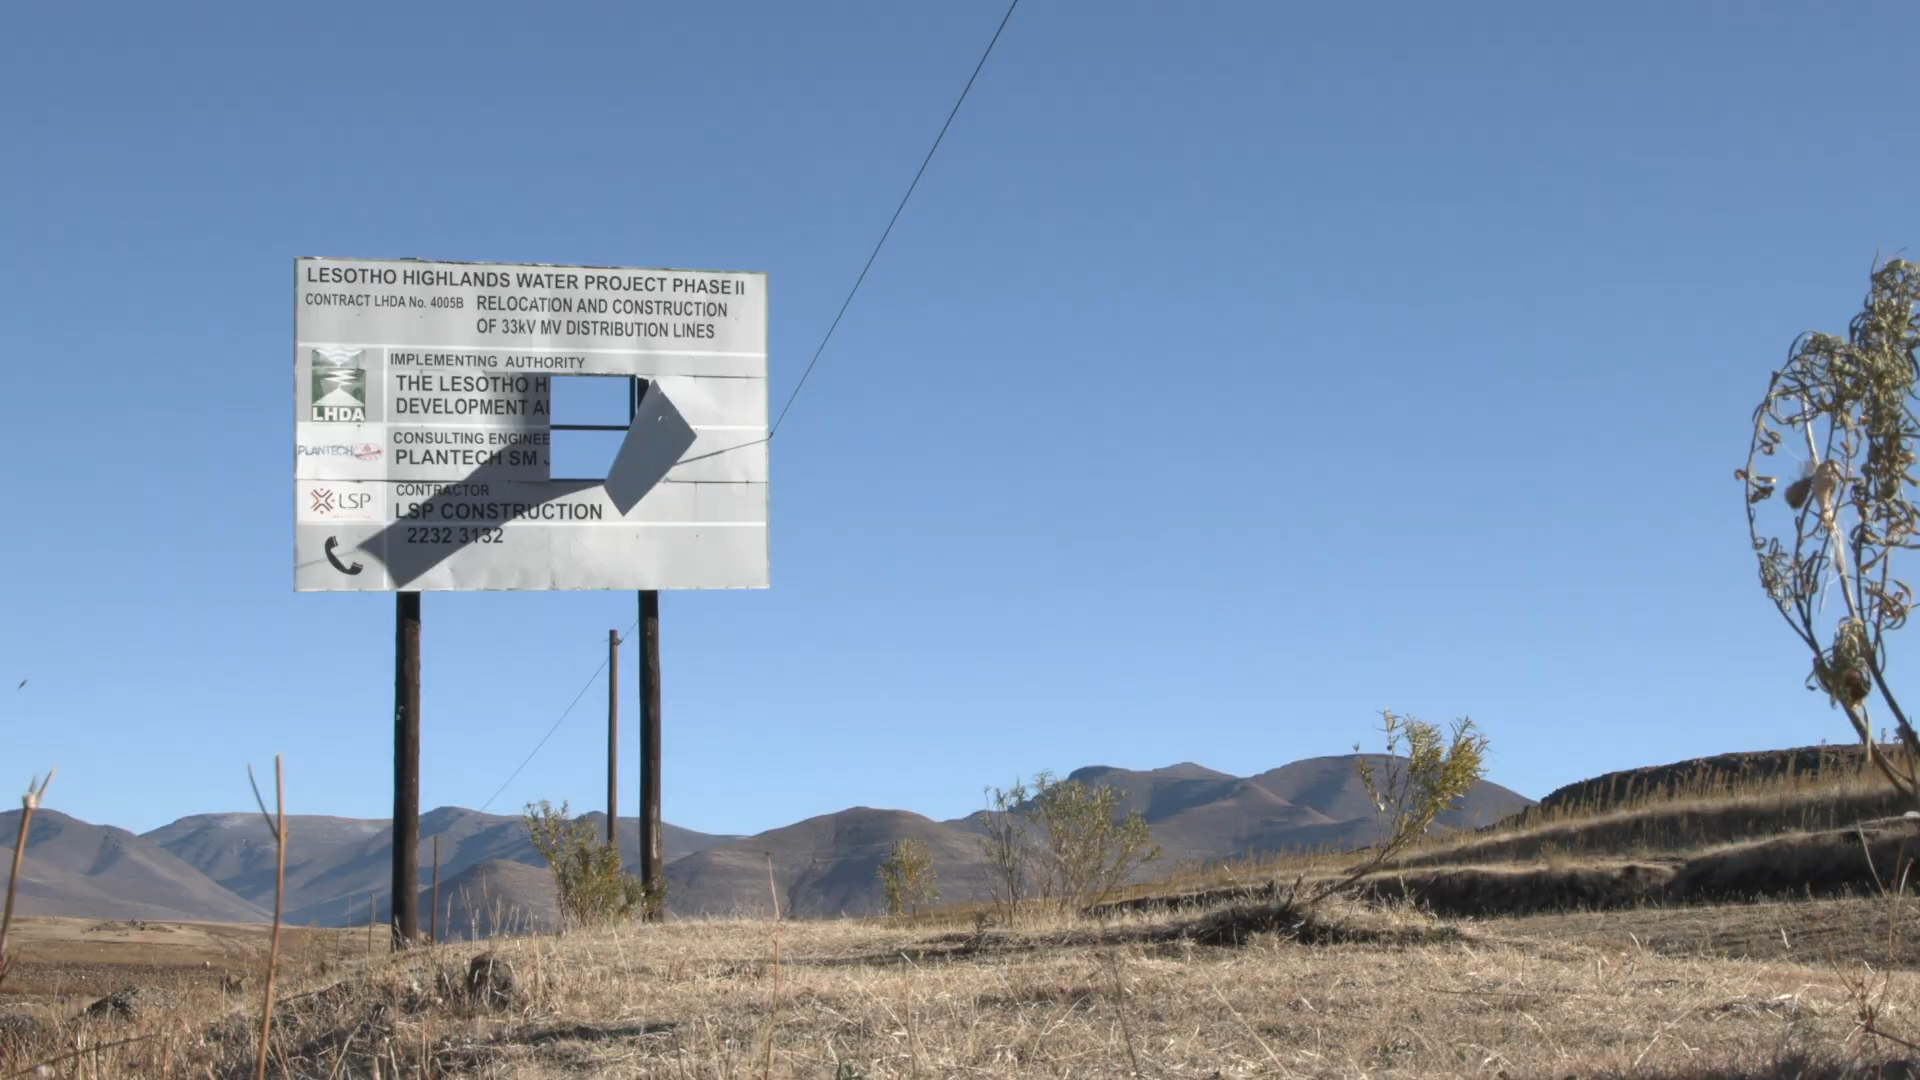 LESOTHO HIGHLANDS WATER PROJECT PHASE II
CONTRACT LHDA No. 4005B RELOCATION AND CONSTRUCTION
OF 33kV MV DISTRIBUTION LINES
IMPLEMENTING AUTHORITY
THE LESOTHO H
DEVELOPMENT AU
LHDA
CONSULTING ENGINEE
PLANTECH
PLANTECH SM
CONTRACTOR
LSP
LSP CONSTRUCTION
2232 3132